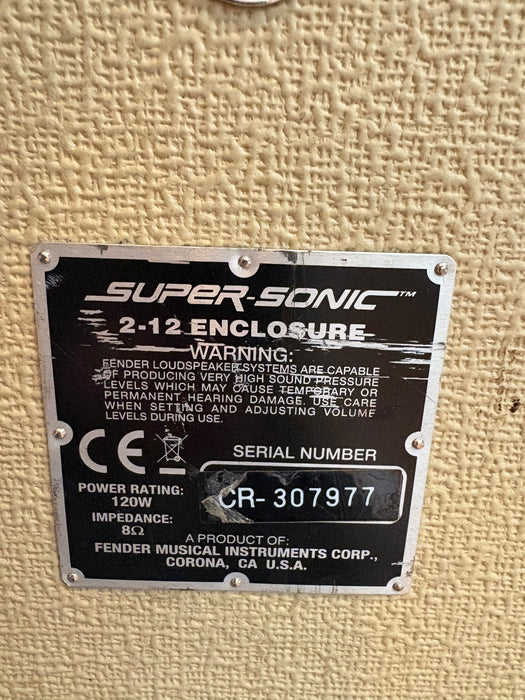 SUPER-SONIC™
2-12 ENCLOSURE
WARNING:
FENDER LOUDSPEAKER SYSTEMS ARE CAPABLE
OF PRODUCING VERY HIGH SOUND PRESSURE
LEVELS WHICH MAY CAUSE TEMPORARY OR
PERMANENT HEARING DAMAGE. USE CARE
WHEN SETTING AND ADJUSTING VOLUME
LEVELS DURING USE.
CE
SERIAL NUMBER
POWER RATING:
120W
CR- 307977
IMPEDANCE:
8Ω
A PRODUCT OF:
FENDER MUSICAL INSTRUMENTS CORP.,
CORONA, CA U.S.A.